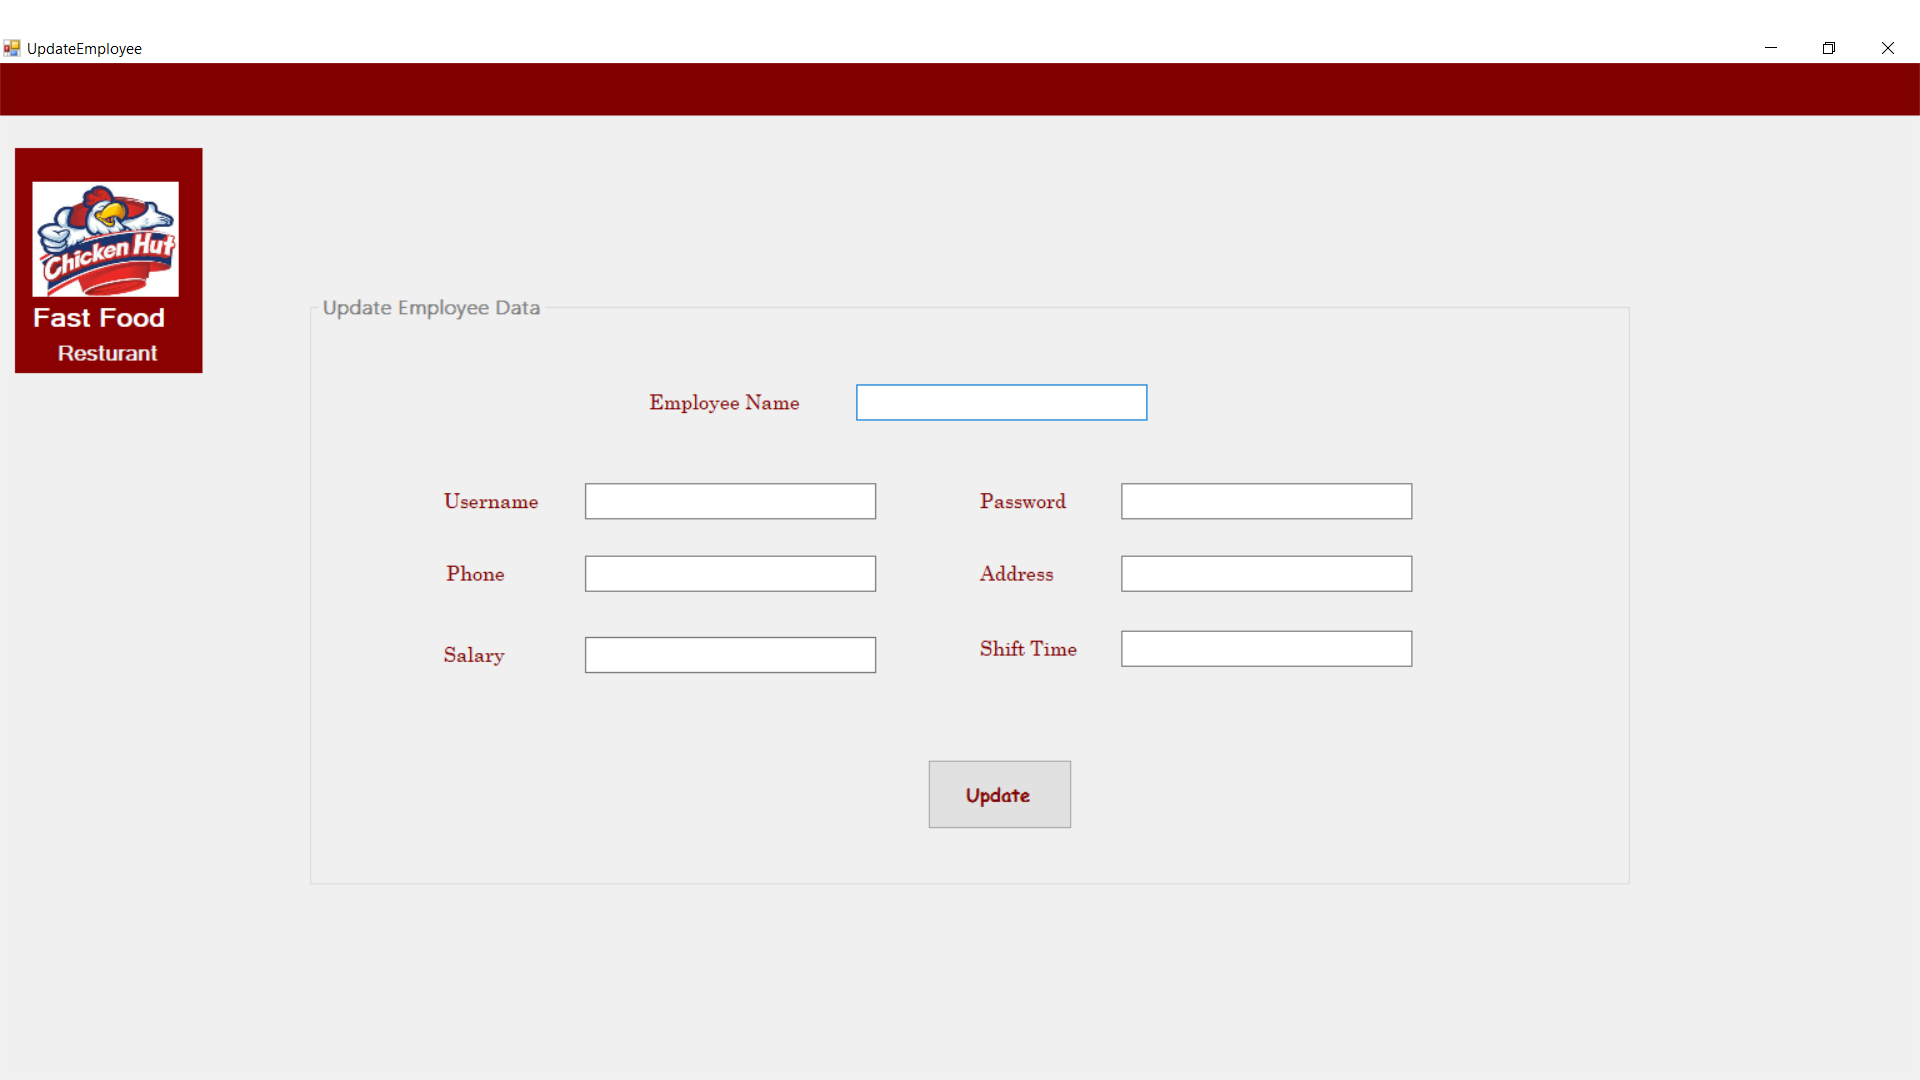 UpdateEmployee
Chicken Hut
Fast Food
Resturant
Update Employee Data
Employee Name
Username
Password
Phone
Address
Salary
Shift Time
Update